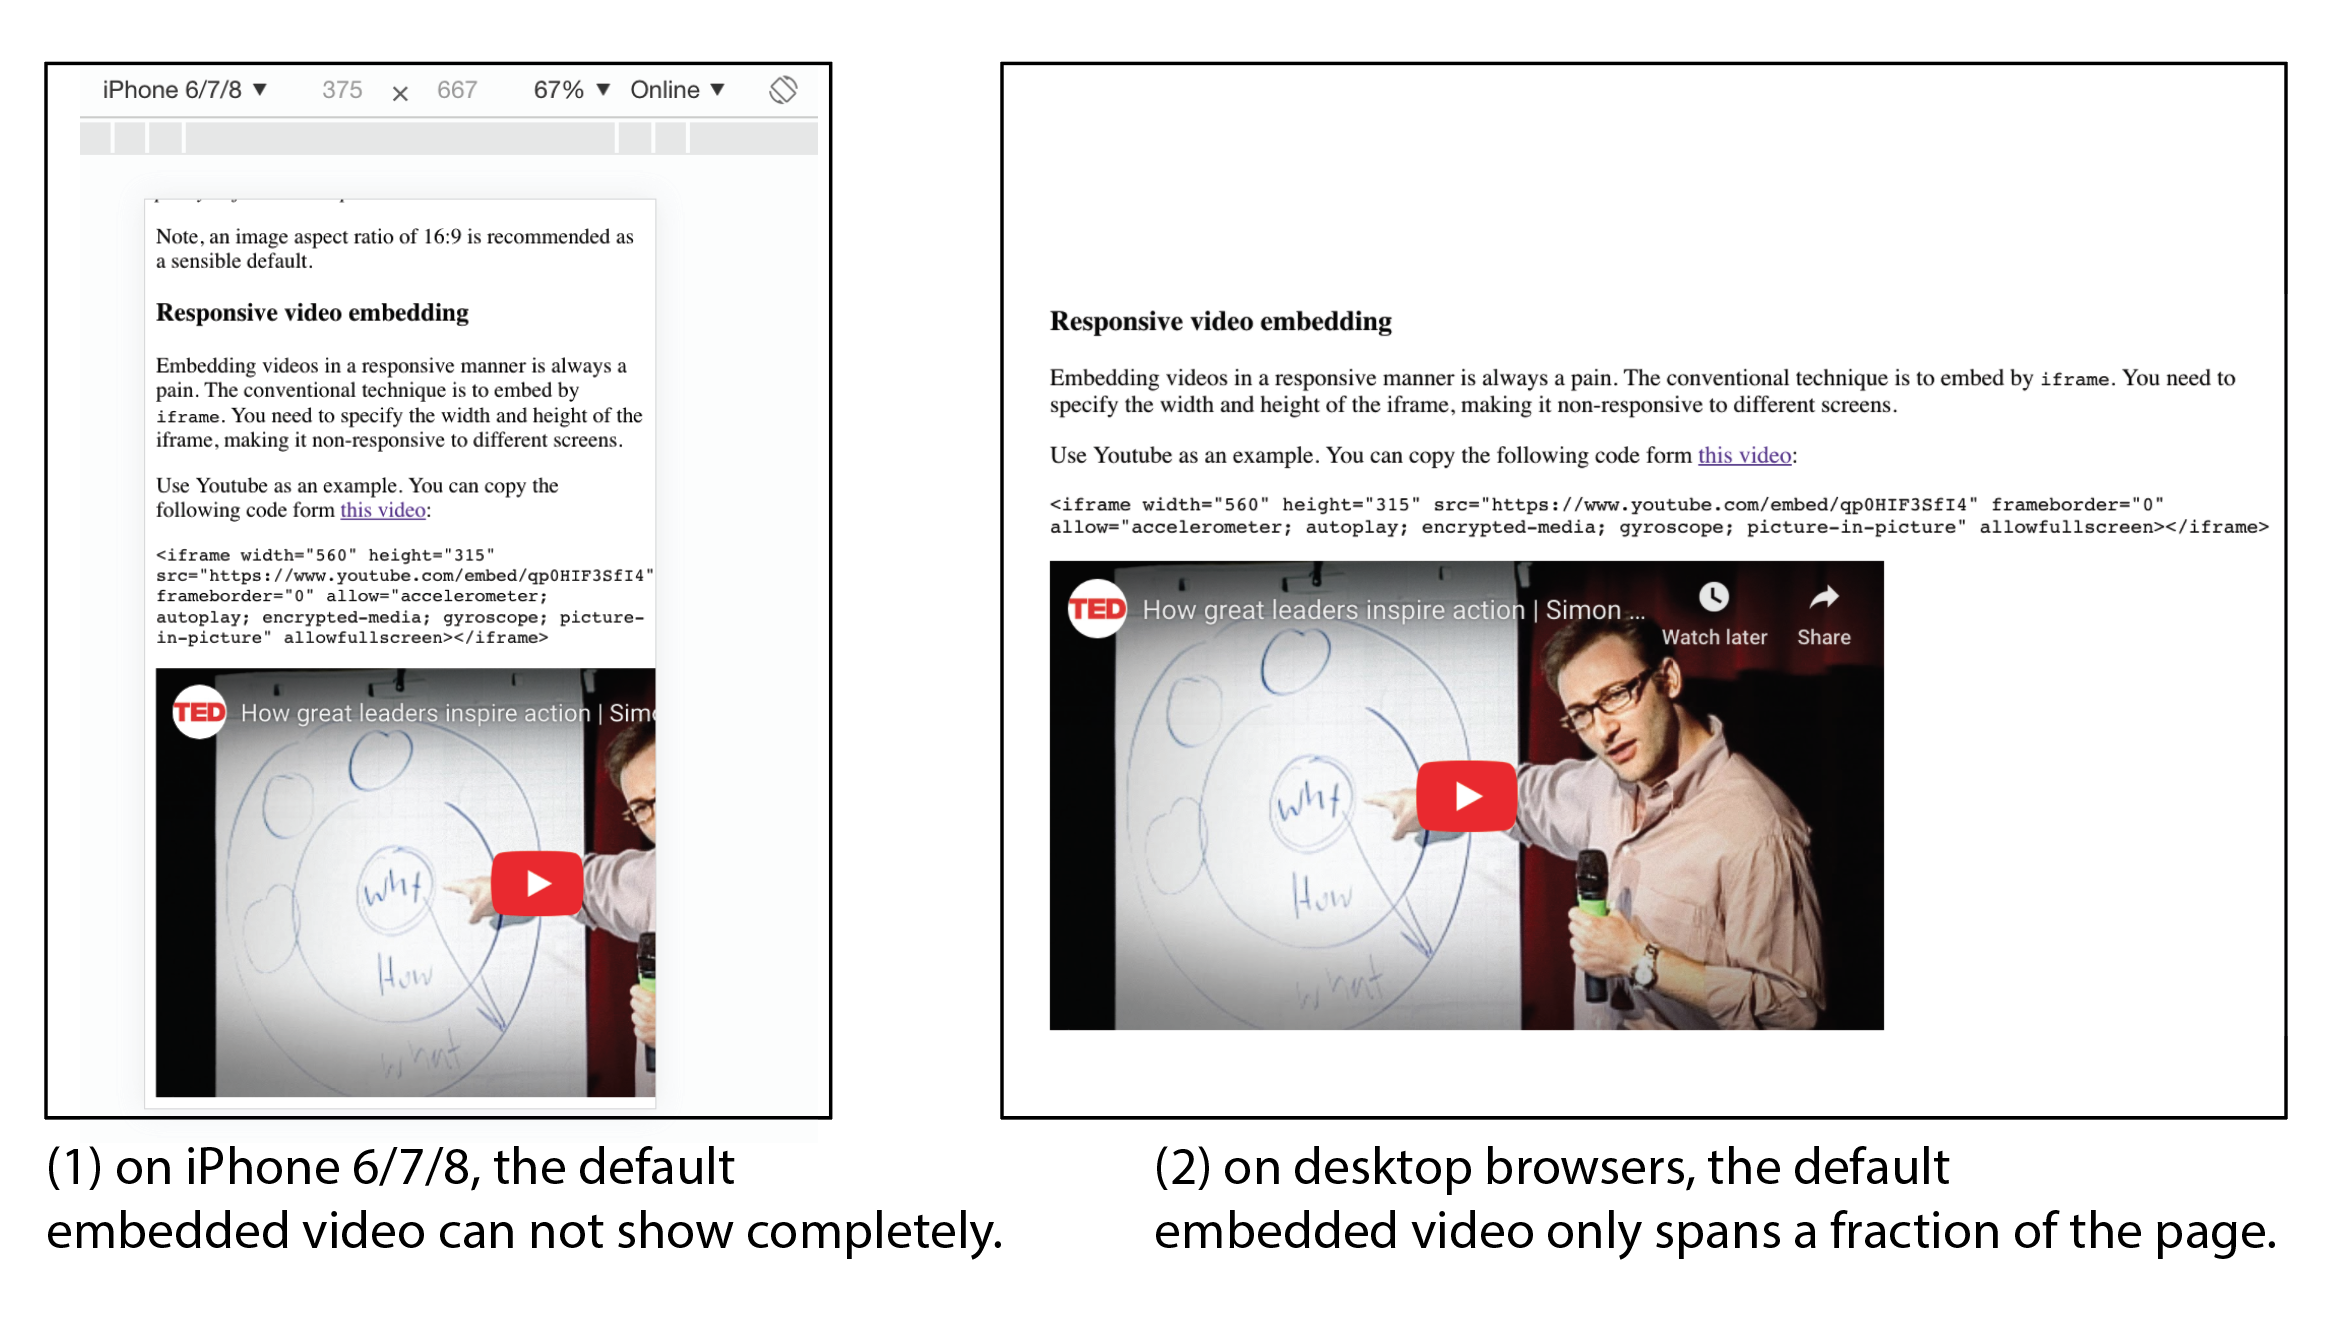 iPhone 6/7/8 ▼ 375 × 667 67% ▼ Online ▼
Note, an image aspect ratio of 16:9 is recommended as
a sensible default.
Responsive video embedding
Embedding videos in a responsive manner is always a
pain. The conventional technique is to embed by
iframe. You need to specify the width and height of the
iframe, making it non-responsive to different screens.
Use Youtube as an example. You can copy the
following code form this video:
<iframe width="560" height="315"
src="https://www.youtube.com/embed/qp0HIF3SfI4"
frameborder="0" allow="accelerometer;
autoplay; encrypted-media; gyroscope; picture-
in-picture" allowfullscreen></iframe>
TED How great leaders inspire action | Sim
Why
How
What
(1) on iPhone 6/7/8, the default
embedded video can not show completely.
Responsive video embedding
Embedding videos in a responsive manner is always a pain. The conventional technique is to embed by iframe. You need to
specify the width and height of the iframe, making it non-responsive to different screens.
Use Youtube as an example. You can copy the following code form this video:
<iframe width="560" height="315" src="https://www.youtube.com/embed/qp0HIF3SfI4" frameborder="0"
allow="accelerometer; autoplay; encrypted-media; gyroscope; picture-in-picture" allowfullscreen></iframe>
TED How great leaders inspire action | Simon ...
Watch later Share
Why
How
What
(2) on desktop browsers, the default
embedded video only spans a fraction of the page.